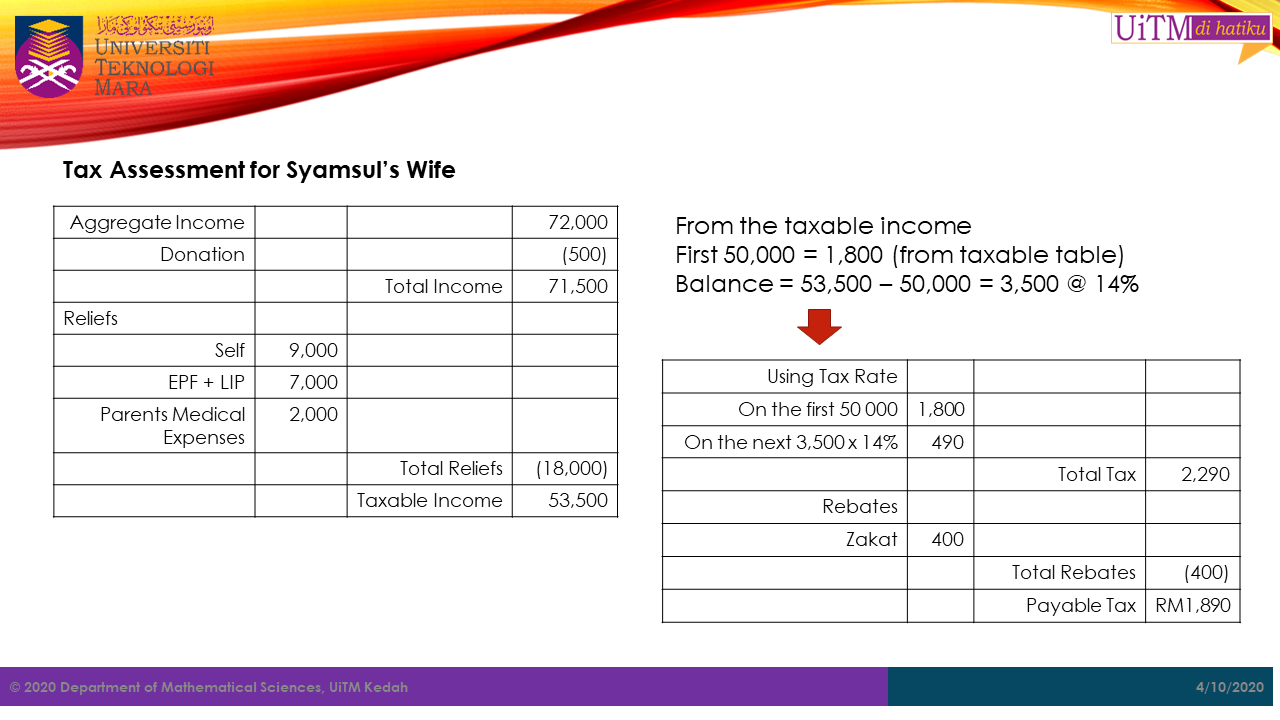 UNIVERSITI
TEKNOLOGI
MARA
UiTM di hatiku
Tax Assessment for Syamsul’s Wife
Aggregate Income 72,000
Donation (500)
Total Income 71,500
Reliefs
Self 9,000
EPF + LIP 7,000
Parents Medical 2,000
Expenses
Total Reliefs (18,000)
Taxable Income 53,500
From the taxable income
First 50,000 = 1,800 (from taxable table)
Balance = 53,500 – 50,000 = 3,500 @ 14%
Using Tax Rate
On the first 50 000 1,800
On the next 3,500 x 14% 490
Total Tax 2,290
Rebates
Zakat 400
Total Rebates (400)
Payable Tax RM1,890
© 2020 Department of Mathematical Sciences, UiTM Kedah
4/10/2020